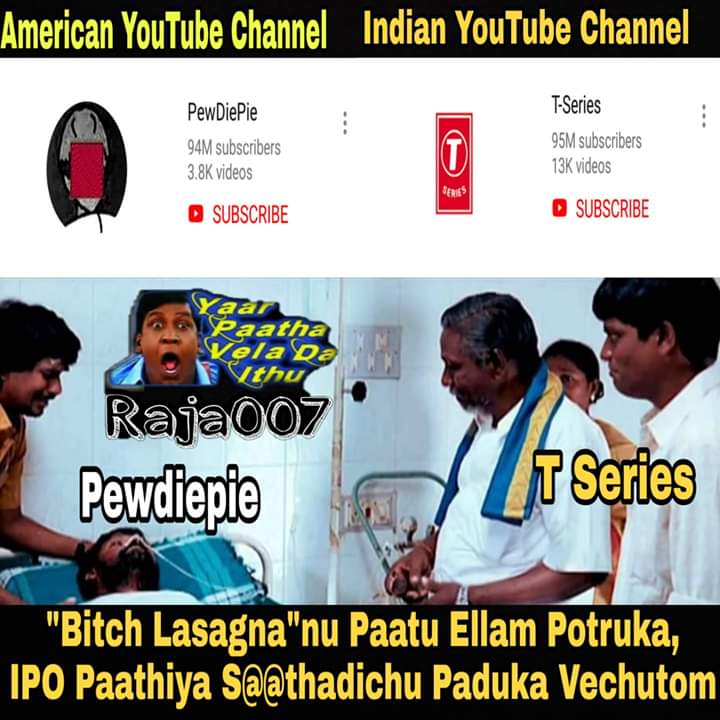 American YouTube Channel
Indian YouTube Channel
PewDiePie
94M subscribers
3.8K videos
SUBSCRIBE
T
SERIES
T-Series
95M subscribers
13K videos
SUBSCRIBE
Yaar
Paatha
Vela Da
Ithu
Raja007
Pewdiepie
T Series
"Bitch Lasagna"nu Paatu Ellam Potruka,
IPO Paathiya S@@thadichu Paduka Vechutom